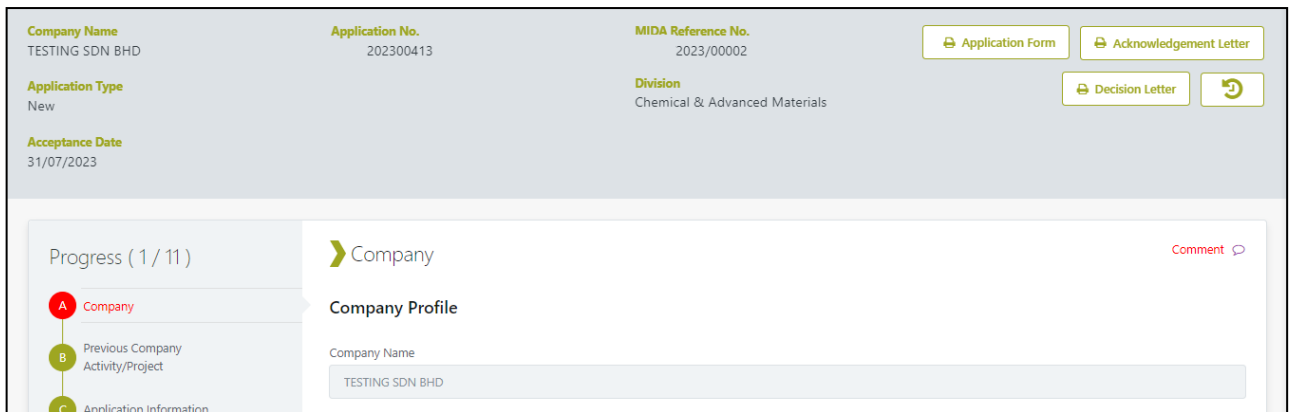 Company Name
TESTING SDN BHD
Application No.
202300413
MIDA Reference No.
2023/00002
Application Form
Acknowledgement Letter
Application Type
New
Division
Chemical & Advanced Materials
Decision Letter
Acceptance Date
31/07/2023
Progress ( 1 / 11 )
A Company
B Previous Company
Activity/Project
C Application Information
Company
Comment
Company Profile
Company Name
TESTING SDN BHD